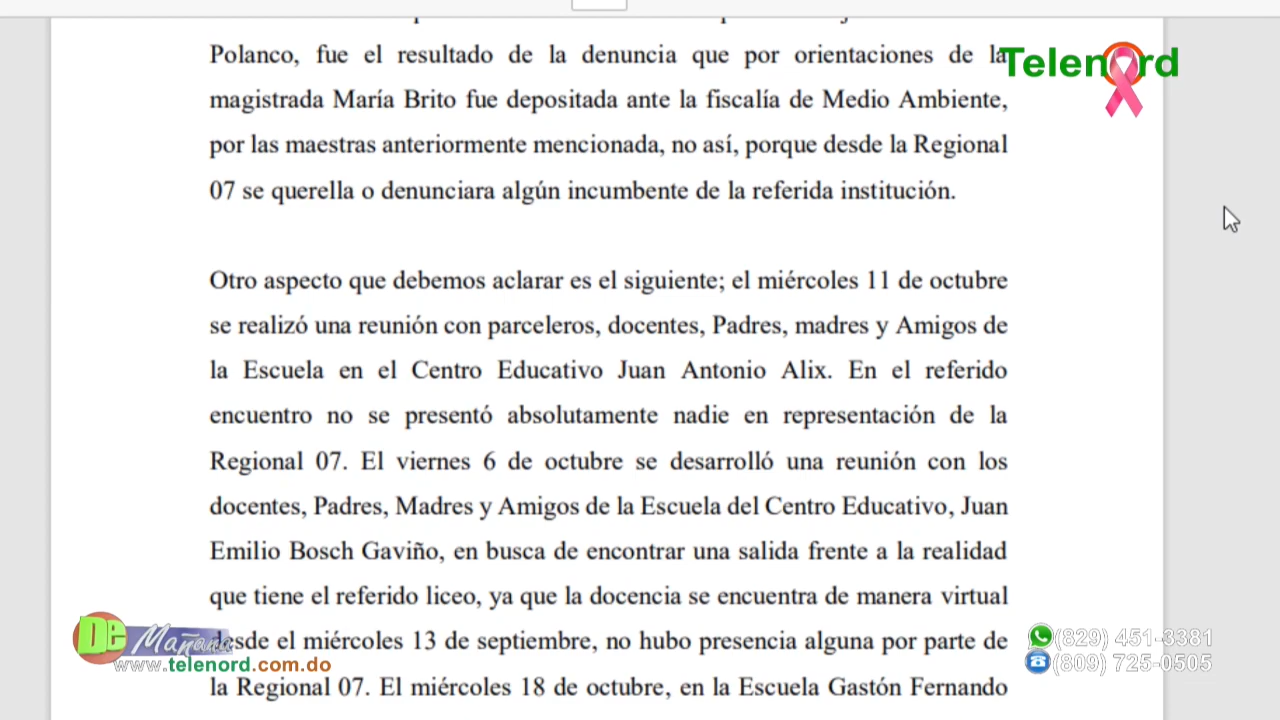 Polanco, fue el resultado de la denuncia que por orientaciones de la
magistrada María Brito fue depositada ante la fiscalía de Medio Ambiente,
por las maestras anteriormente mencionada, no así, porque desde la Regional
07 se querella o denunciara algún incumbente de la referida institución.
Otro aspecto que debemos aclarar es el siguiente; el miércoles 11 de octubre
se realizó una reunión con parceleros, docentes, Padres, madres y Amigos de
la Escuela en el Centro Educativo Juan Antonio Alix. En el referido
encuentro no se presentó absolutamente nadie en representación de la
Regional 07. El viernes 6 de octubre se desarrolló una reunión con los
docentes, Padres, Madres y Amigos de la Escuela del Centro Educativo, Juan
Emilio Bosch Gaviño, en busca de encontrar una salida frente a la realidad
que tiene el referido liceo, ya que la docencia se encuentra de manera virtual
desde el miércoles 13 de septiembre, no hubo presencia alguna por parte de
la Regional 07. El miércoles 18 de octubre, en la Escuela Gastón Fernando
Telenord
De Mañana
www.telenord.com.do
(829) 451-3381
(809) 725-0505